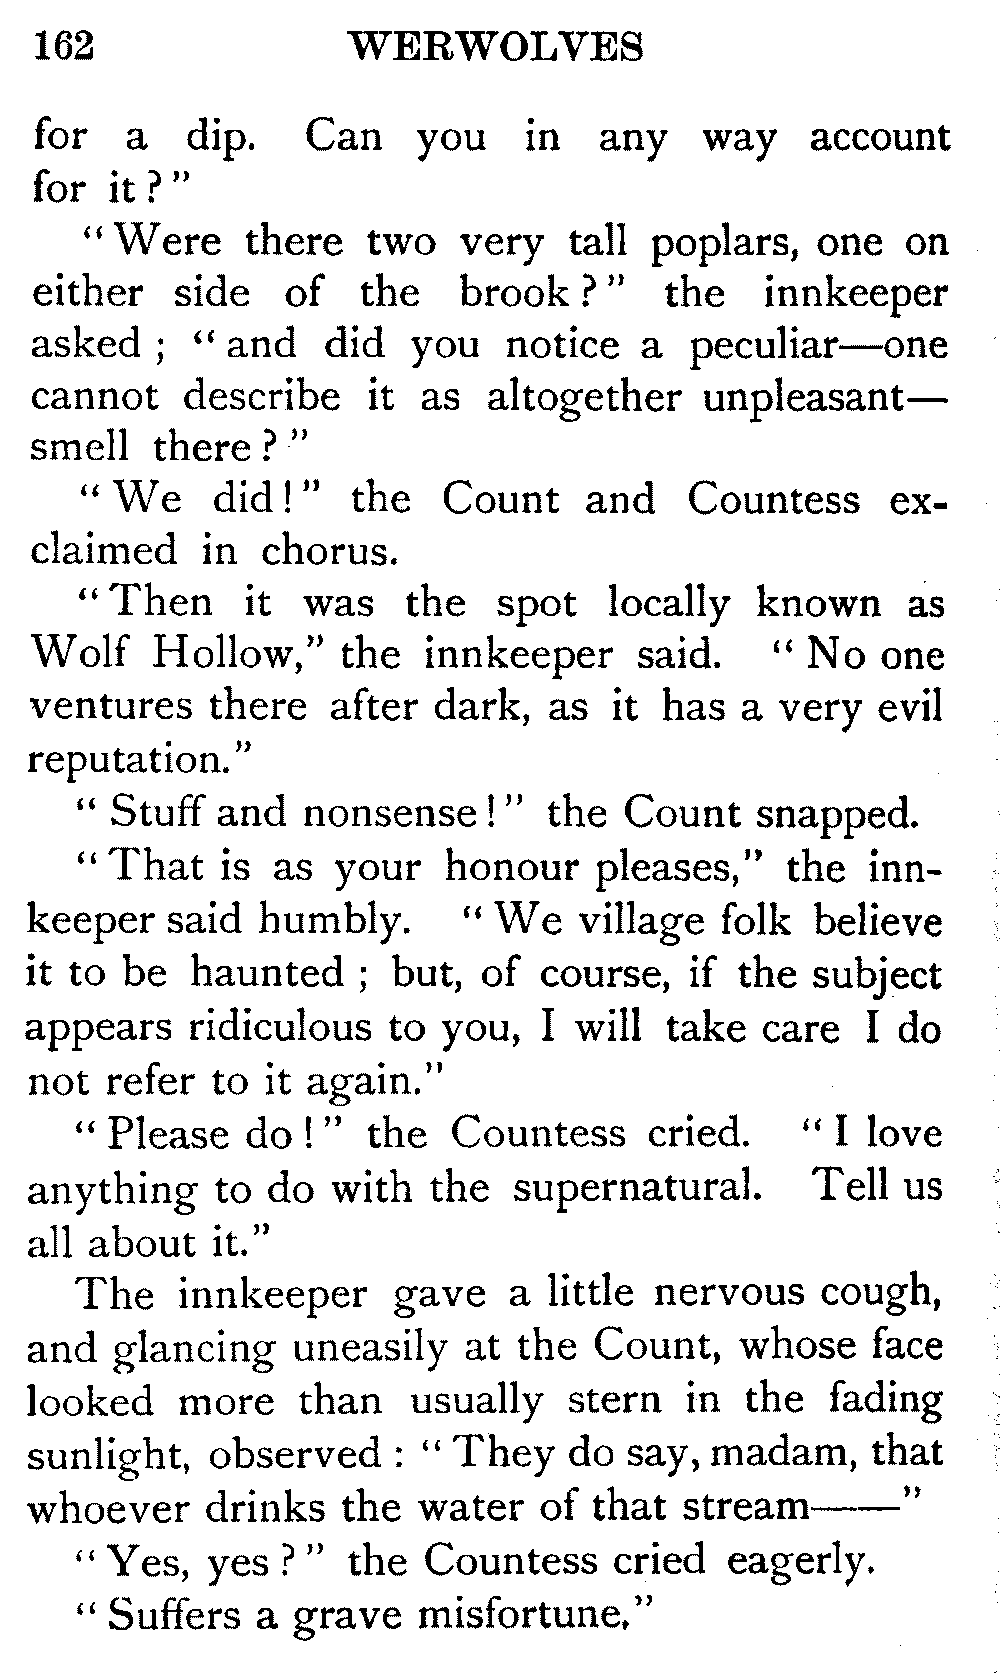 162 WERWOLVES
for a dip. Can you in any way account
for it?"
"Were there two very tall poplars, one on
either side of the brook?" the innkeeper
asked; "and did you notice a peculiar—one
cannot describe it as altogether unpleasant—
smell there?"
"We did!" the Count and Countess ex-
claimed in chorus.
"Then it was the spot locally known as
Wolf Hollow," the innkeeper said. "No one
ventures there after dark, as it has a very evil
reputation."
"Stuff and nonsense!" the Count snapped.
"That is as your honour pleases," the inn-
keeper said humbly. "We village folk believe
it to be haunted; but, of course, if the subject
appears ridiculous to you, I will take care I do
not refer to it again."
"Please do!" the Countess cried. "I love
anything to do with the supernatural. Tell us
all about it."
The innkeeper gave a little nervous cough,
and glancing uneasily at the Count, whose face
looked more than usually stern in the fading
sunlight, observed: "They do say, madam, that
whoever drinks the water of that stream——"
"Yes, yes?" the Countess cried eagerly.
"Suffers a grave misfortune."